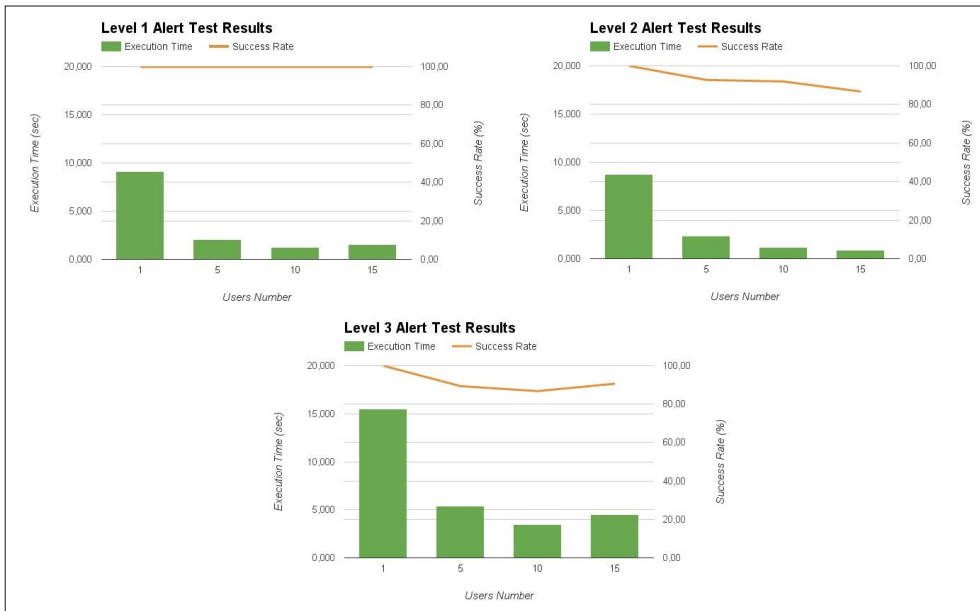 Level 1 Alert Test Results
Execution Time
Success Rate
20,000
15,000
10,000
5,000
0,000
Execution Time (sec)
100,00
80,00
60,00
40,00
20,00
0,00
Success Rate (%)
1
5
10
15
Users Number
Level 2 Alert Test Results
Execution Time
Success Rate
20,000
15,000
10,000
5,000
0,000
Execution Time (sec)
100,00
80,00
60,00
40,00
20,00
0,00
Success Rate (%)
1
5
10
15
Users Number
Level 3 Alert Test Results
Execution Time
Success Rate
20,000
15,000
10,000
5,000
0,000
Execution Time (sec)
100,00
80,00
60,00
40,00
20,00
0,00
Success Rate (%)
1
5
10
15
Users Number